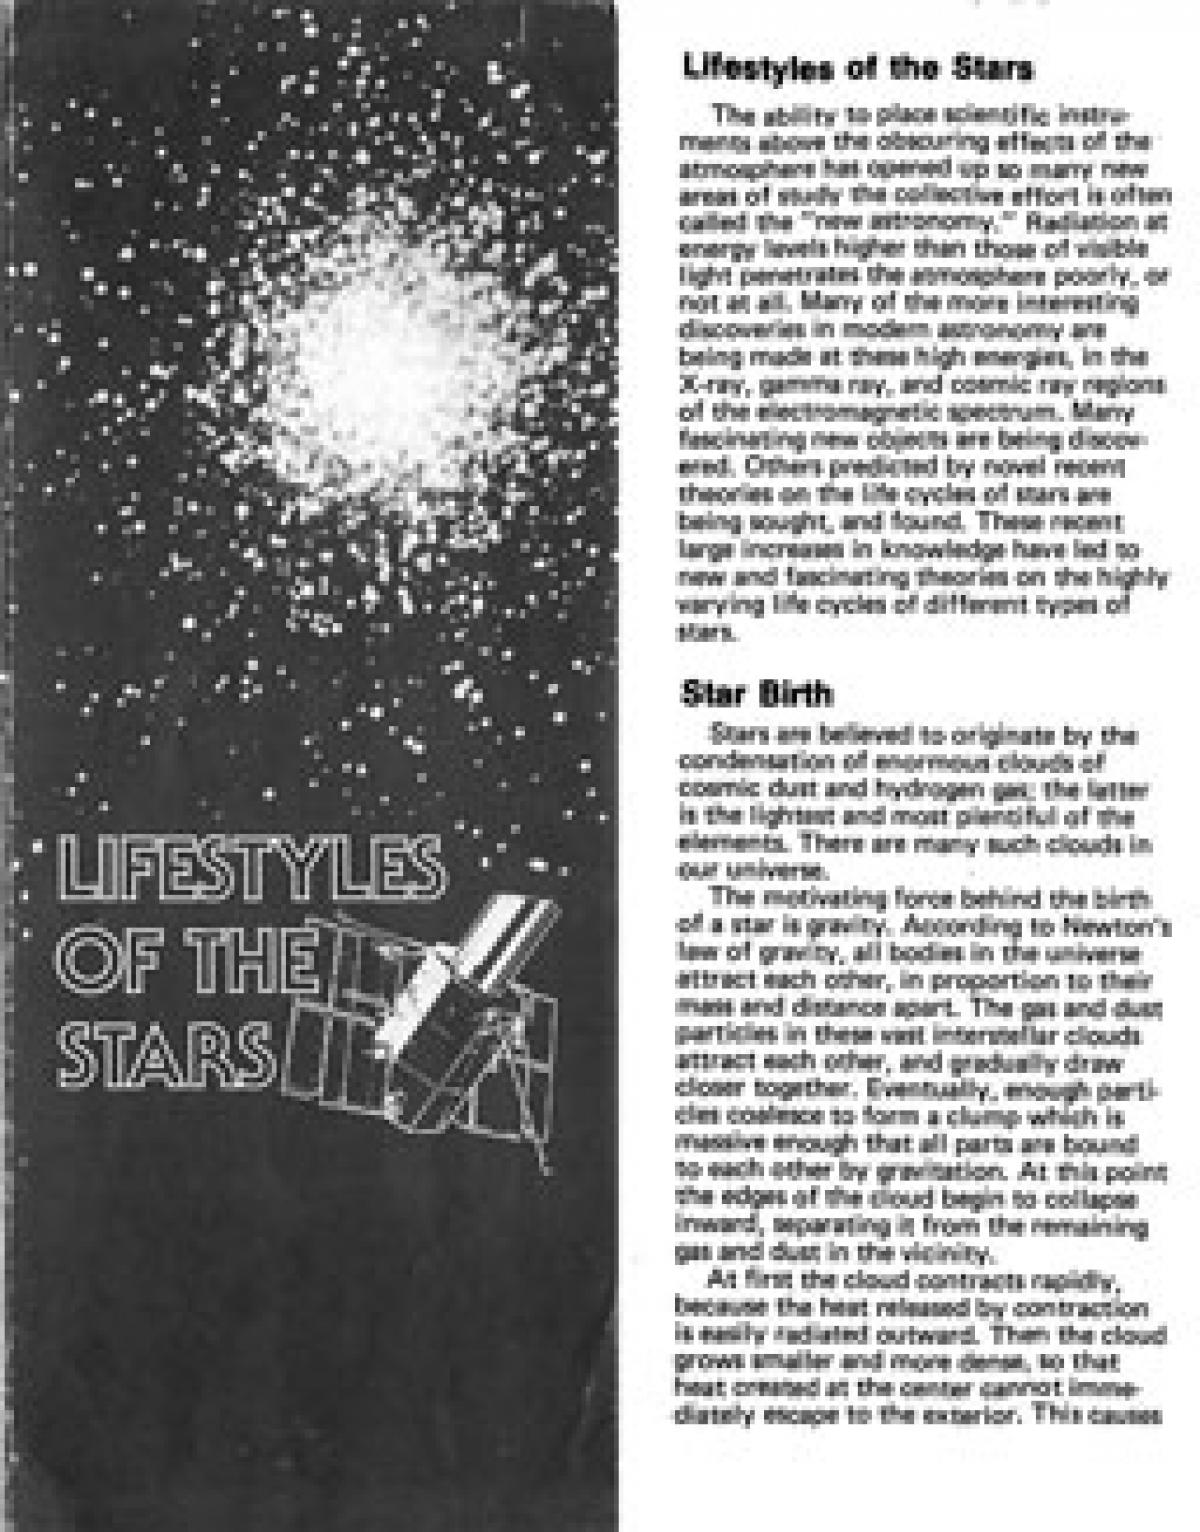 LIFESTYLES
OF THE
STARS
Lifestyles of the Stars
The ability to place scientific instru-
ments above the obscuring effects of the
atmosphere has opened up so many new
areas of study the collective effort is often
called the "new astronomy." Radiation at
energy levels higher than those of visible
light penetrates the atmosphere poorly, or
not at all. Many of the more interesting
discoveries in modern astronomy are
being made at these high energies, in the
X-ray, gamma ray, and cosmic ray regions
of the electromagnetic spectrum. Many
fascinating new objects are being discov-
ered. Others predicted by novel recent
theories on the life cycles of stars are
being sought, and found. These recent
large increases in knowledge have led to
new and fascinating theories on the highly
varying life cycles of different types of
stars.
Star Birth
Stars are believed to originate by the
condensation of enormous clouds of
cosmic dust and hydrogen gas; the latter
is the lightest and most plentiful of the
elements. There are many such clouds in
our universe.
The motivating force behind the birth
of a star is gravity. According to Newton's
law of gravity, all bodies in the universe
attract each other, in proportion to their
mass and distance apart. The gas and dust
particles in these vast interstellar clouds
attract each other, and gradually draw
closer together. Eventually, enough parti-
cles coalesce to form a clump which is
massive enough that all parts are bound
to each other by gravitation. At this point
the edges of the cloud begin to collapse
inward, separating it from the remaining
gas and dust in the vicinity.
At first the cloud contracts rapidly,
because the heat released by contraction
is easily radiated outward. Then the cloud
grows smaller and more dense, so that
heat created at the center cannot imme-
diately escape to the exterior. This causes